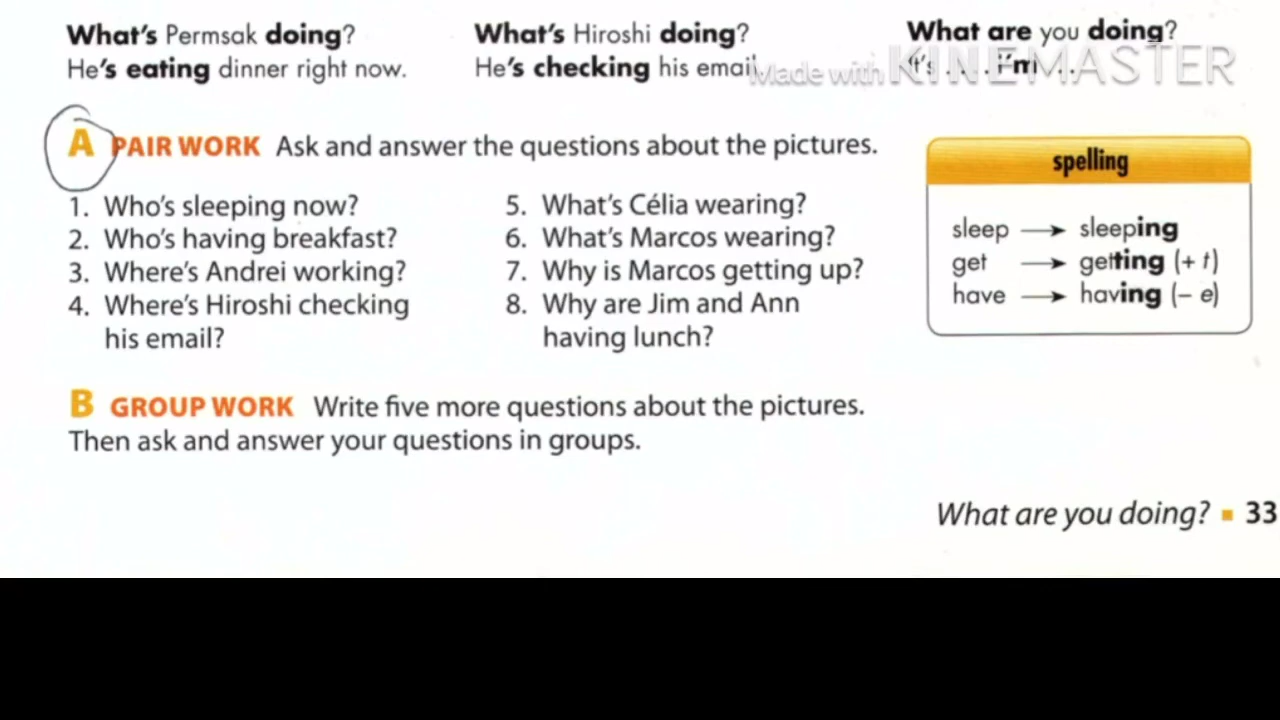 What's Permsak doing?
He's eating dinner right now.
What's Hiroshi doing?
He's checking his email.
What are you doing?
It's . . . . I'm . . .
Made with KINEMASTER
A PAIR WORK Ask and answer the questions about the pictures.
1. Who's sleeping now?
2. Who's having breakfast?
3. Where's Andrei working?
4. Where's Hiroshi checking
his email?
5. What's Célia wearing?
6. What's Marcos wearing?
7. Why is Marcos getting up?
8. Why are Jim and Ann
having lunch?
spelling
sleep → sleeping
get → getting (+ t)
have → having (– e)
B GROUP WORK Write five more questions about the pictures.
Then ask and answer your questions in groups.
What are you doing? ▪ 33